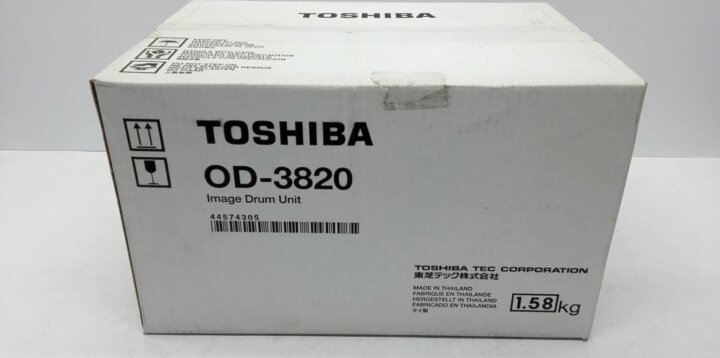 TOSHIBA
TOSHIBA
OD-3820
Image Drum Unit
44574305
TOSHIBA TEC CORPORATION
東芝テック株式会社
MADE IN THAILAND
FABRIQUE EN THAILANDE
HERGESTELLT IN THAILAND
FABRICADO EN THAILANDIA
タイ製
1.58 kg